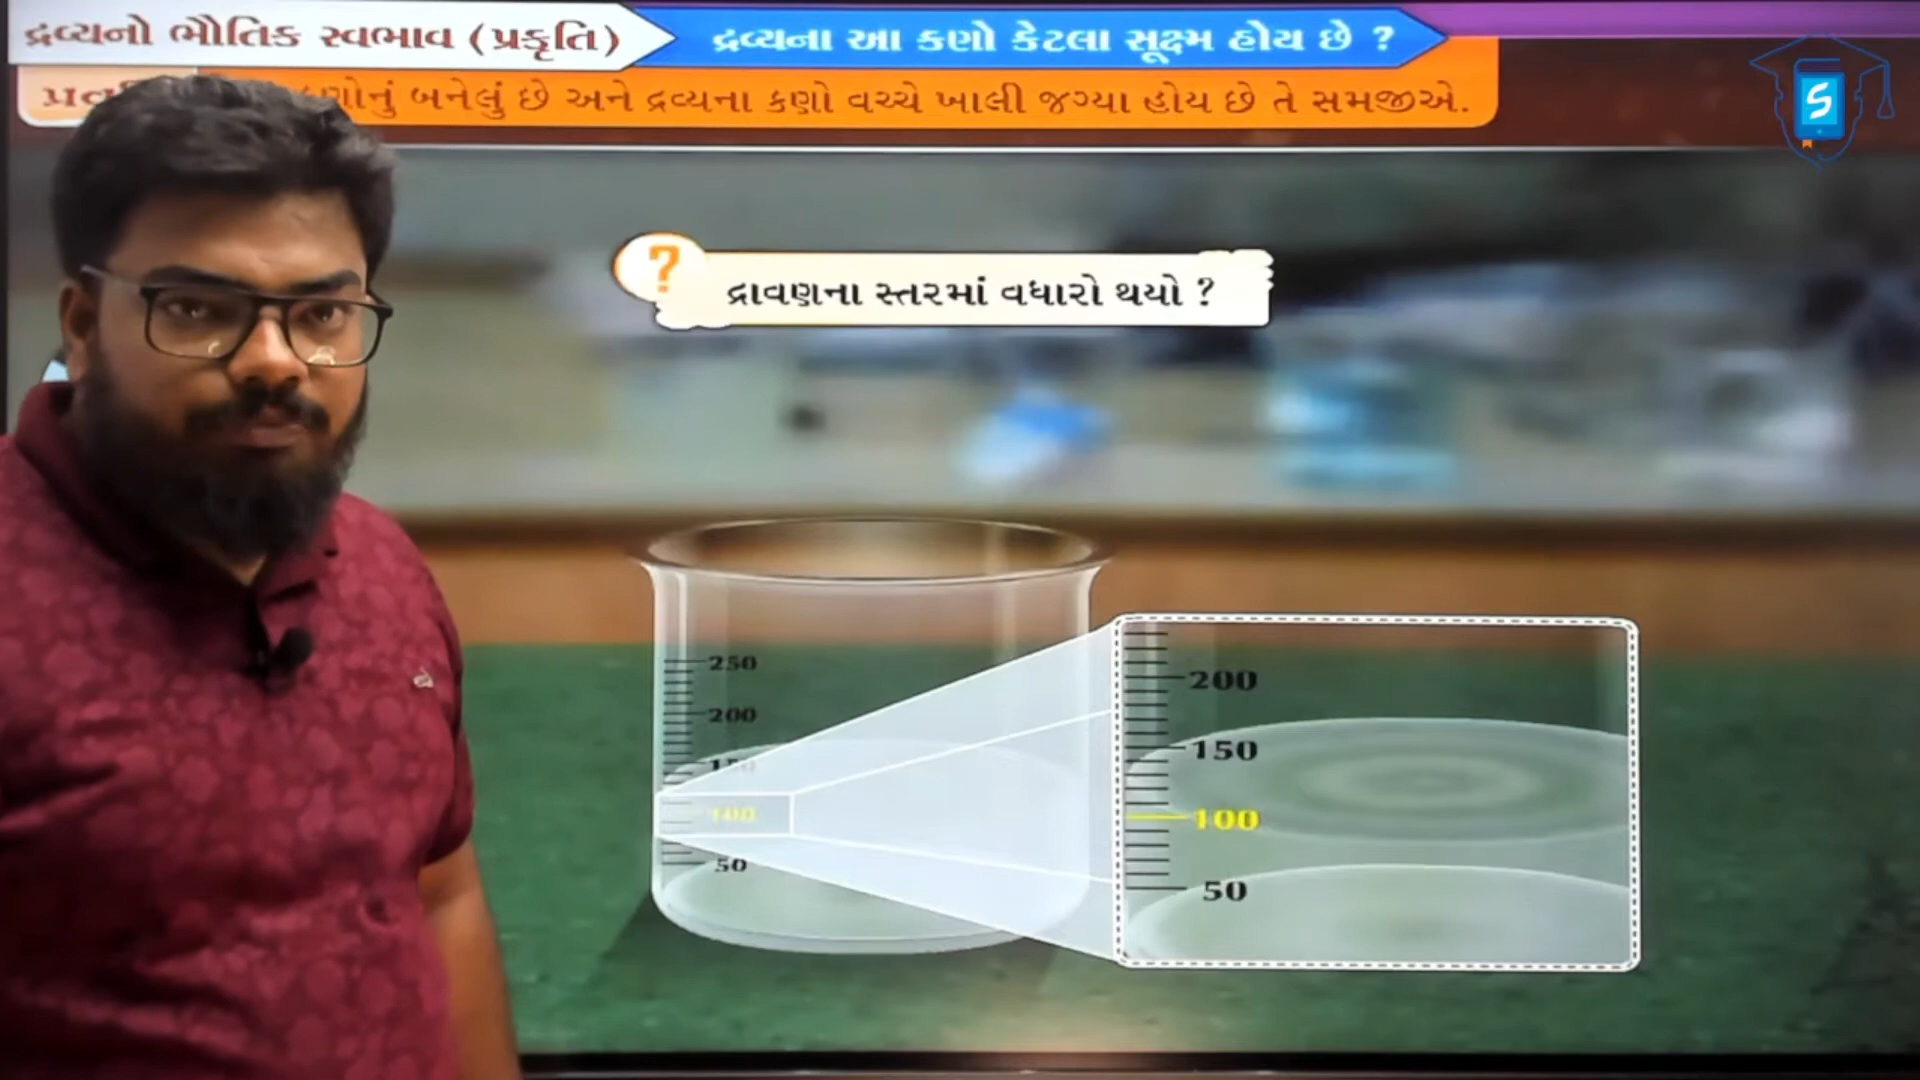 દ્રવ્યનો ભૌતિક સ્વભાવ (પ્રકૃતિ)
દ્રવ્યના આ કણો કેટલા સૂક્ષ્મ હોય છે ?
બનેલું છે અને દ્રવ્યના કણો વચ્ચે ખાલી જગ્યા હોય છે તે સમજીએ.
S
?
દ્રાવણના સ્તરમાં વધારો થયો ?
250
200
150
100
50
200
150
100
50